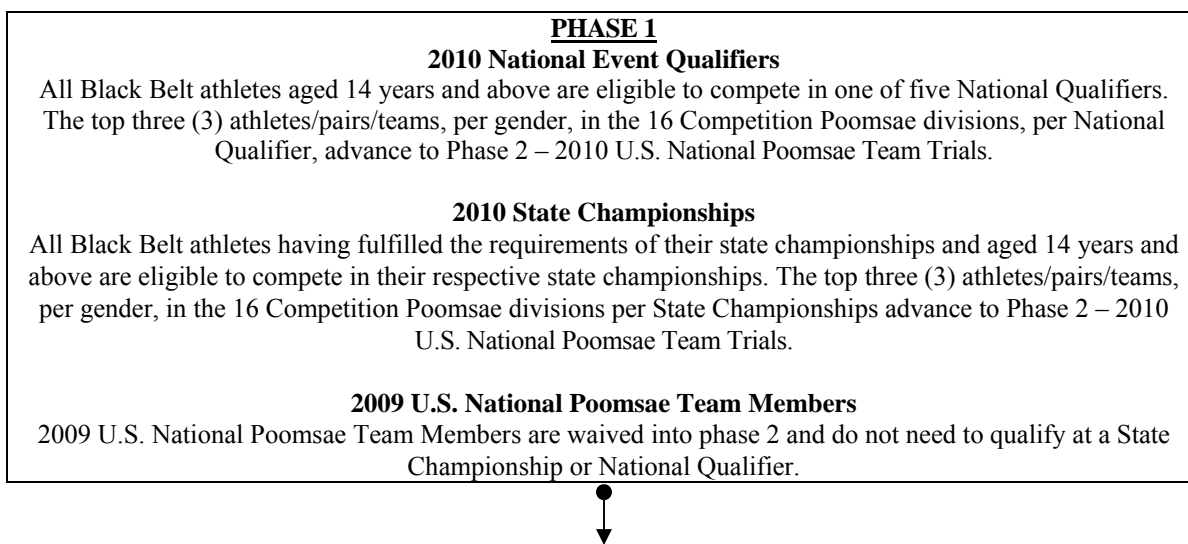 PHASE 1
2010 National Event Qualifiers
All Black Belt athletes aged 14 years and above are eligible to compete in one of five National Qualifiers.
The top three (3) athletes/pairs/teams, per gender, in the 16 Competition Poomsae divisions, per National
Qualifier, advance to Phase 2 – 2010 U.S. National Poomsae Team Trials.
2010 State Championships
All Black Belt athletes having fulfilled the requirements of their state championships and aged 14 years and
above are eligible to compete in their respective state championships. The top three (3) athletes/pairs/teams,
per gender, in the 16 Competition Poomsae divisions per State Championships advance to Phase 2 – 2010
U.S. National Poomsae Team Trials.
2009 U.S. National Poomsae Team Members
2009 U.S. National Poomsae Team Members are waived into phase 2 and do not need to qualify at a State
Championship or National Qualifier.